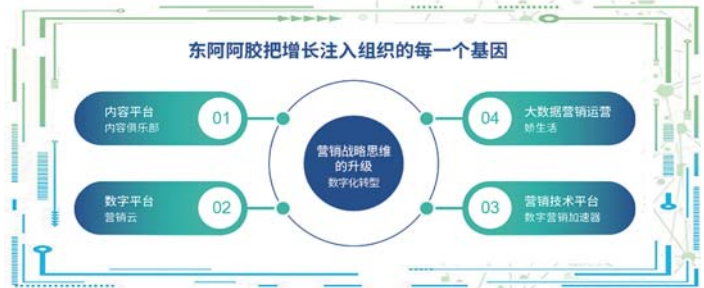 东阿阿胶把增长注入组织的每一个基因
内容平台
内容俱乐部
01
数字平台
营销云
02
营销战略思维
的升级
数字化转型
04
大数据营销运营
娇生活
03
营销技术平台
数字营销加速器